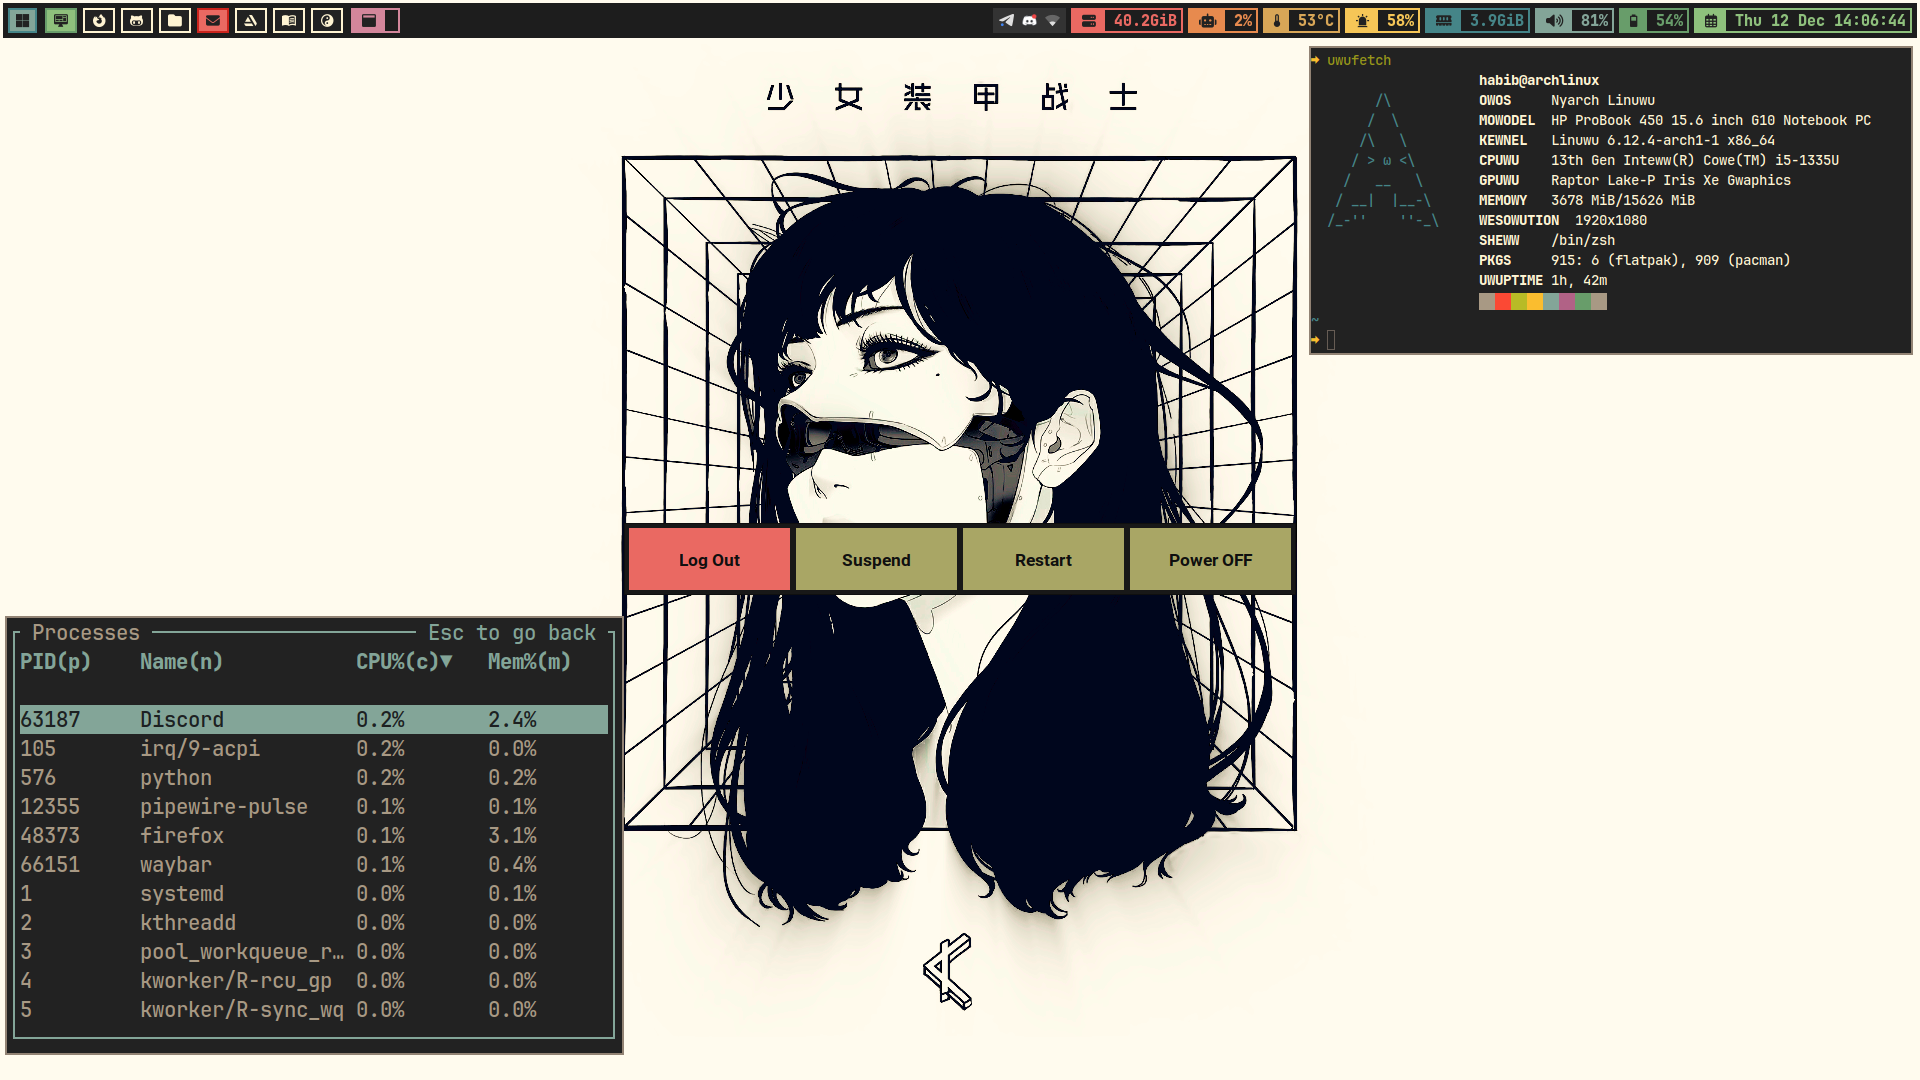 40.2GiB 2% 53°C 58% 3.9GiB 81% 54% Thu 12 Dec 14:06:44
少女装甲战士
uwufetch
habib@archlinux
OWOS Nyarch Linuwu
MOWODEL HP ProBook 450 15.6 inch G10 Notebook PC
KEWNEL Linuwu 6.12.4-arch1-1 x86_64
CPUWU 13th Gen Inteww(R) Cowe(TM) i5-1335U
GPUWU Raptor Lake-P Iris Xe Gwaphics
MEMOWY 3678 MiB/15626 MiB
WESOWUTION 1920x1080
SHEWW /bin/zsh
PKGS 915: 6 (flatpak), 909 (pacman)
UWUPTIME 1h, 42m
~
Log Out
Suspend
Restart
Power OFF
Processes Esc to go back
PID(p) Name(n) CPU%(c)▼ Mem%(m)
63187 Discord 0.2% 2.4%
105 irq/9-acpi 0.2% 0.0%
576 python 0.2% 0.2%
12355 pipewire-pulse 0.1% 0.1%
48373 firefox 0.1% 3.1%
66151 waybar 0.1% 0.4%
1 systemd 0.0% 0.1%
2 kthreadd 0.0% 0.0%
3 pool_workqueue_r… 0.0% 0.0%
4 kworker/R-rcu_gp 0.0% 0.0%
5 kworker/R-sync_wq 0.0% 0.0%